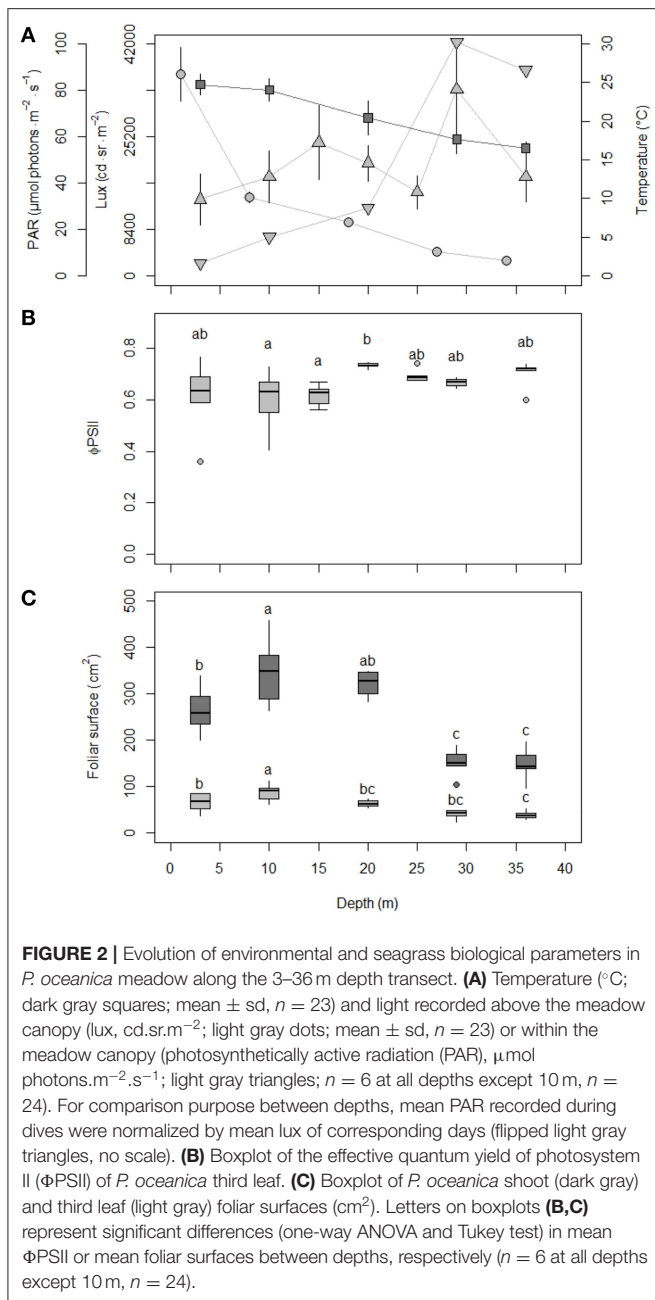 A
PAR (μmol photons·m⁻²·s⁻¹)
0 20 40 60 80 100
Lux (cd·sr·m⁻²)
0 8400 25200 42000
Temperature (°C)
0 5 10 15 20 25 30
B
ϕPSII
0.0 0.2 0.4 0.6 0.8
ab a a b ab ab ab
C
Foliar surface (cm²)
0 100 200 300 400 500
b a ab c c
b a bc bc c
0 5 10 15 20 25 30 35 40
Depth (m)
FIGURE 2 | Evolution of environmental and seagrass biological parameters in
P. oceanica meadow along the 3–36 m depth transect. (A) Temperature (°C;
dark gray squares; mean ± sd, n = 23) and light recorded above the meadow
canopy (lux, cd.sr.m⁻²; light gray dots; mean ± sd, n = 23) or within the
meadow canopy (photosynthetically active radiation (PAR), μmol
photons.m⁻².s⁻¹; light gray triangles; n = 6 at all depths except 10 m, n =
24). For comparison purpose between depths, mean PAR recorded during
dives were normalized by mean lux of corresponding days (flipped light gray
triangles, no scale). (B) Boxplot of the effective quantum yield of photosystem
II (ΦPSII) of P. oceanica third leaf. (C) Boxplot of P. oceanica shoot (dark gray)
and third leaf (light gray) foliar surfaces (cm²). Letters on boxplots (B,C)
represent significant differences (one-way ANOVA and Tukey test) in mean
ΦPSII or mean foliar surfaces between depths, respectively (n = 6 at all depths
except 10 m, n = 24).